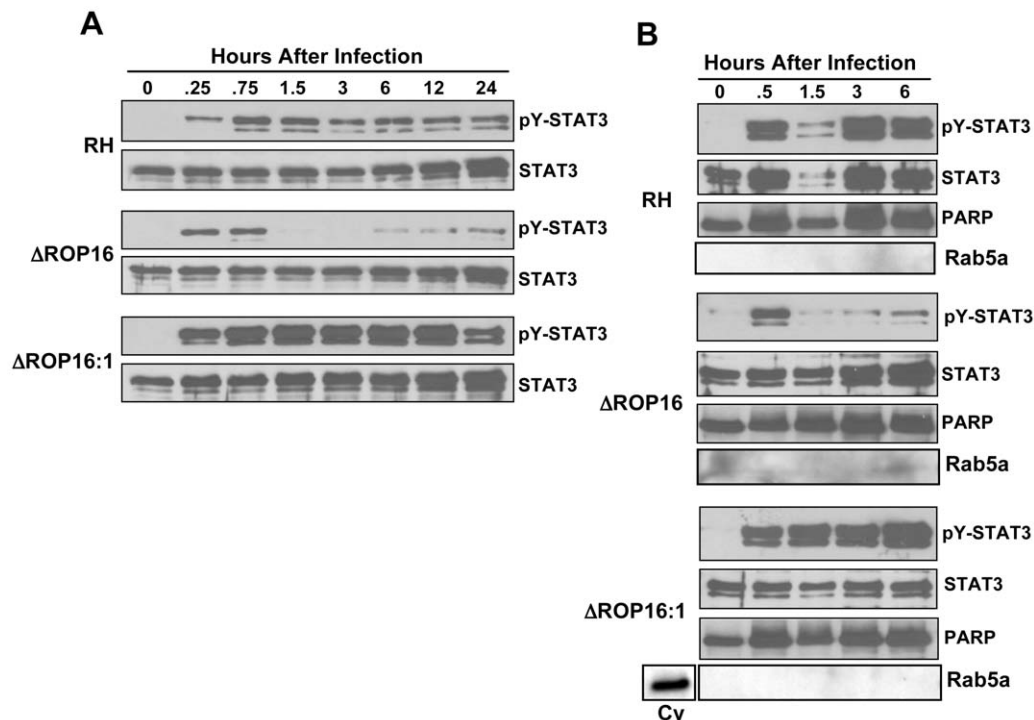 A
Hours After Infection
0 .25 .75 1.5 3 6 12 24
RH
pY-STAT3
STAT3
ΔROP16
pY-STAT3
STAT3
ΔROP16:1
pY-STAT3
STAT3
B
Hours After Infection
0 .5 1.5 3 6
RH
pY-STAT3
STAT3
PARP
Rab5a
ΔROP16
pY-STAT3
STAT3
PARP
Rab5a
ΔROP16:1
pY-STAT3
STAT3
PARP
Rab5a
Cy